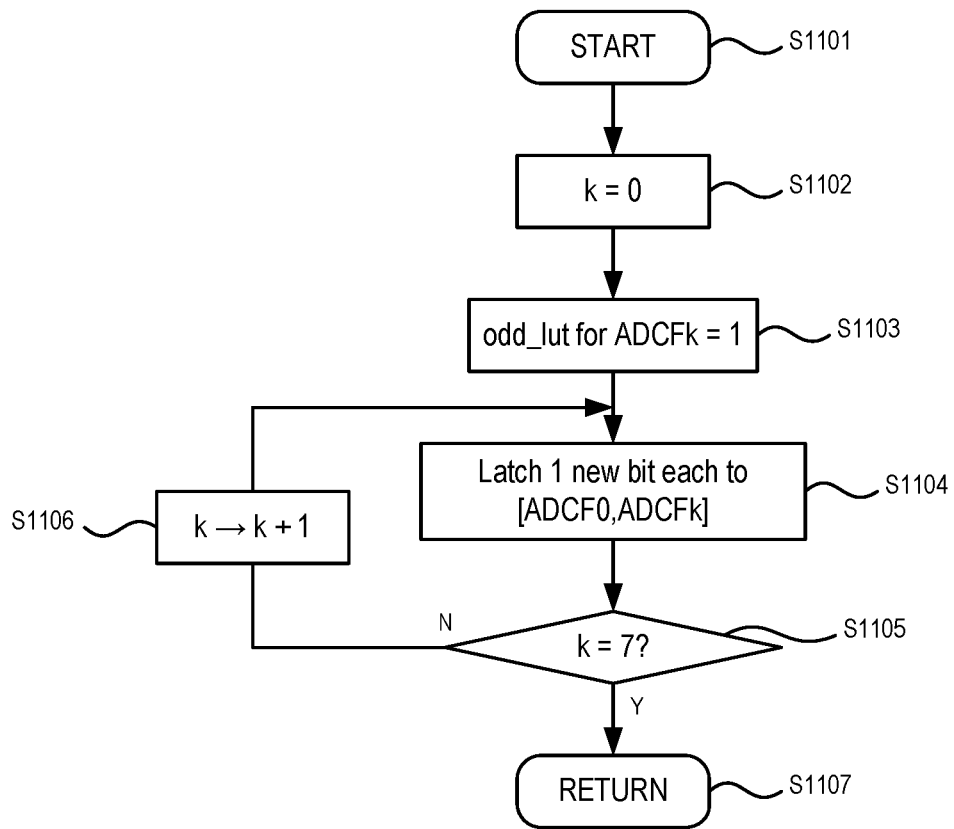 START
S1101
k = 0
S1102
odd_lut for ADCFk = 1
S1103
Latch 1 new bit each to
[ADCF0,ADCFk]
S1104
S1106
k → k + 1
N
k = 7?
S1105
Y
RETURN
S1107